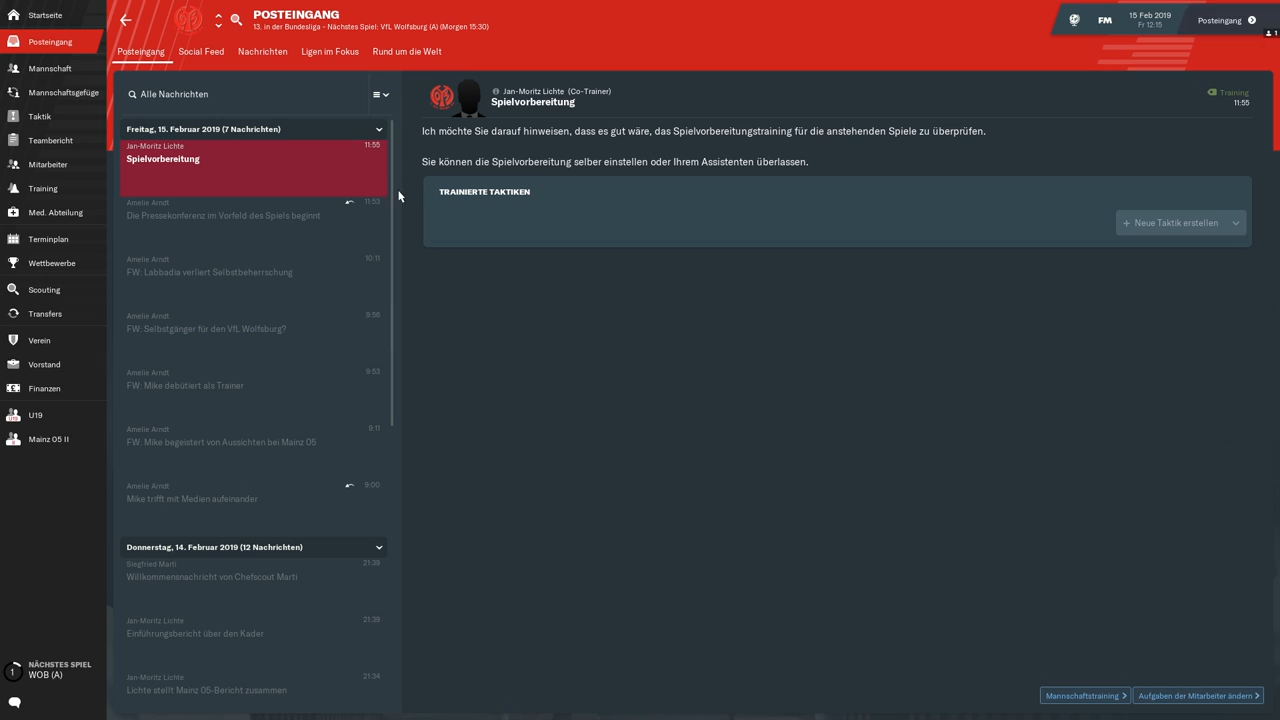 Startseite
Posteingang
Mannschaft
Mannschaftsgefüge
Taktik
Teambericht
Mitarbeiter
Training
Med. Abteilung
Terminplan
Wettbewerbe
Scouting
Transfers
Verein
Vorstand
Finanzen
U19
Mainz 05 II
1
NÄCHSTES SPIEL
WOB (A)
POSTEINGANG
13. in der Bundesliga - Nächstes Spiel: VfL Wolfsburg (A) (Morgen 15:30)
FM
15 Feb 2019
Fr 12:15
Posteingang
1
Posteingang
Social Feed
Nachrichten
Ligen im Fokus
Rund um die Welt
Alle Nachrichten
Freitag, 15. Februar 2019 (7 Nachrichten)
Jan-Moritz Lichte 11:55
Spielvorbereitung
Amelie Arndt 11:53
Die Pressekonferenz im Vorfeld des Spiels beginnt
Amelie Arndt 10:11
FW: Labbadia verliert Selbstbeherrschung
Amelie Arndt 9:56
FW: Selbstgänger für den VfL Wolfsburg?
Amelie Arndt 9:53
FW: Mike debütiert als Trainer
Amelie Arndt 9:11
FW: Mike begeistert von Aussichten bei Mainz 05
Amelie Arndt 9:00
Mike trifft mit Medien aufeinander
Donnerstag, 14. Februar 2019 (12 Nachrichten)
Siegfried Marti 21:39
Willkommensnachricht von Chefscout Marti
Jan-Moritz Lichte 21:39
Einführungsbericht über den Kader
Jan-Moritz Lichte 21:34
Lichte stellt Mainz 05-Bericht zusammen
Jan-Moritz Lichte (Co-Trainer)
Spielvorbereitung
Training
11:55
Ich möchte Sie darauf hinweisen, dass es gut wäre, das Spielvorbereitungstraining für die anstehenden Spiele zu überprüfen.
Sie können die Spielvorbereitung selber einstellen oder Ihrem Assistenten überlassen.
TRAINIERTE TAKTIKEN
Neue Taktik erstellen
Mannschaftstraining
Aufgaben der Mitarbeiter ändern